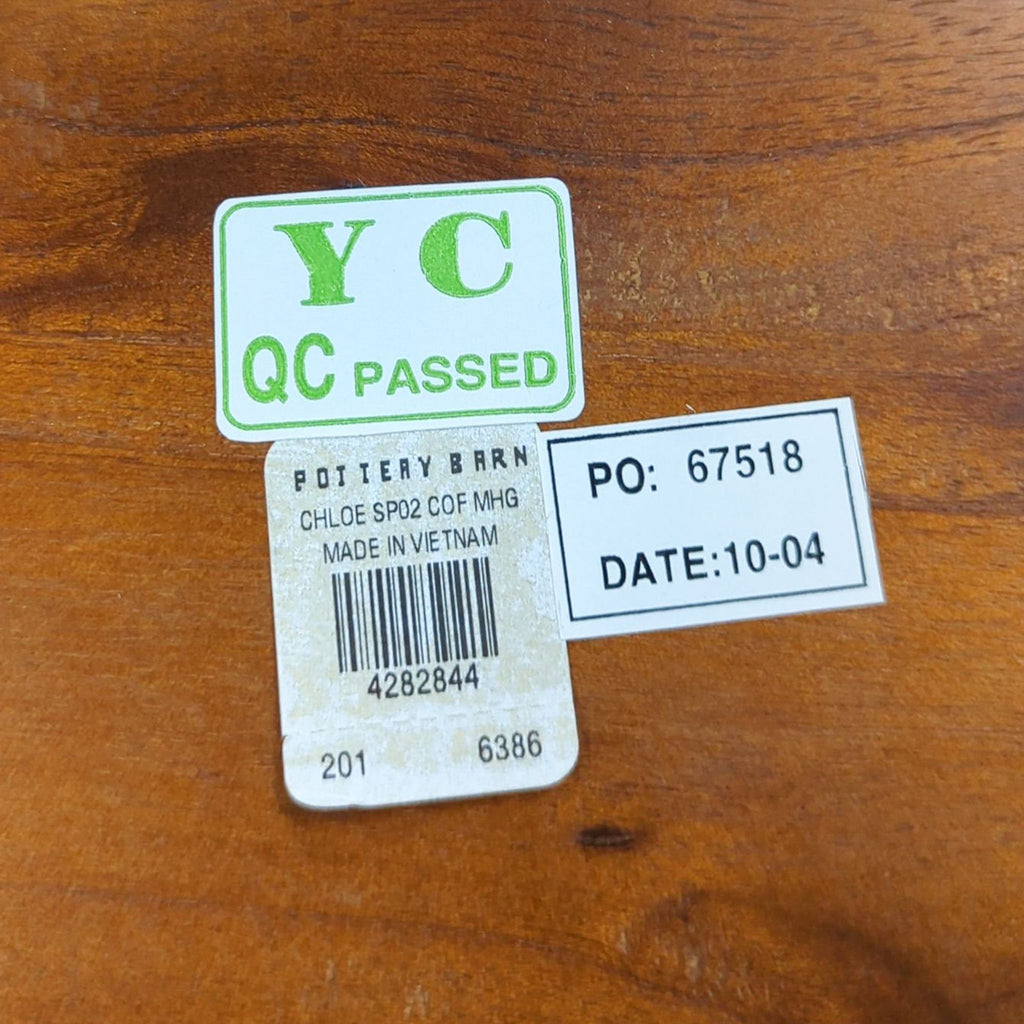 Y C
QC PASSED
POTTERY BARN
CHLOE SP02 COF MHG
MADE IN VIETNAM
4282844
201 6386
PO: 67518
DATE:10-04